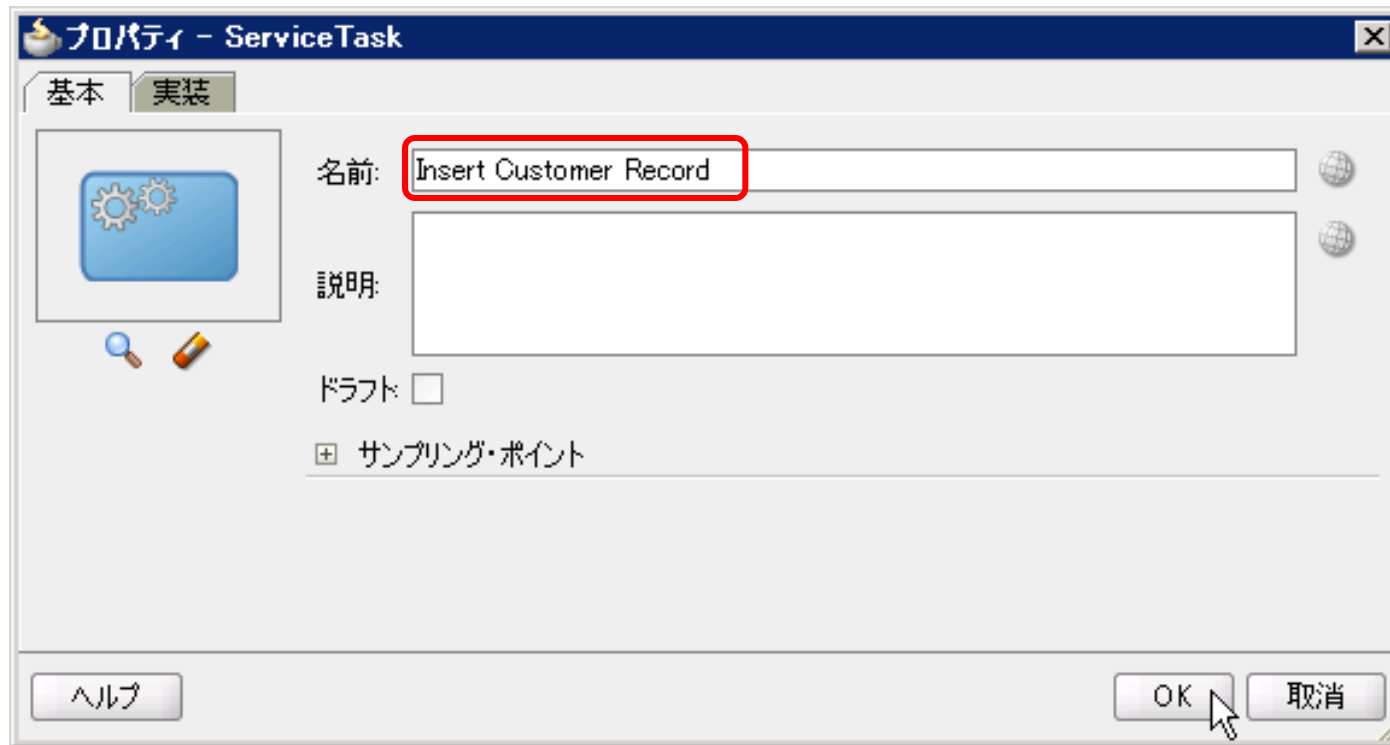 プロパティ - ServiceTask
基本 実装
名前: Insert Customer Record
説明:
ドラフト:
サンプリング・ポイント
ヘルプ OK 取消